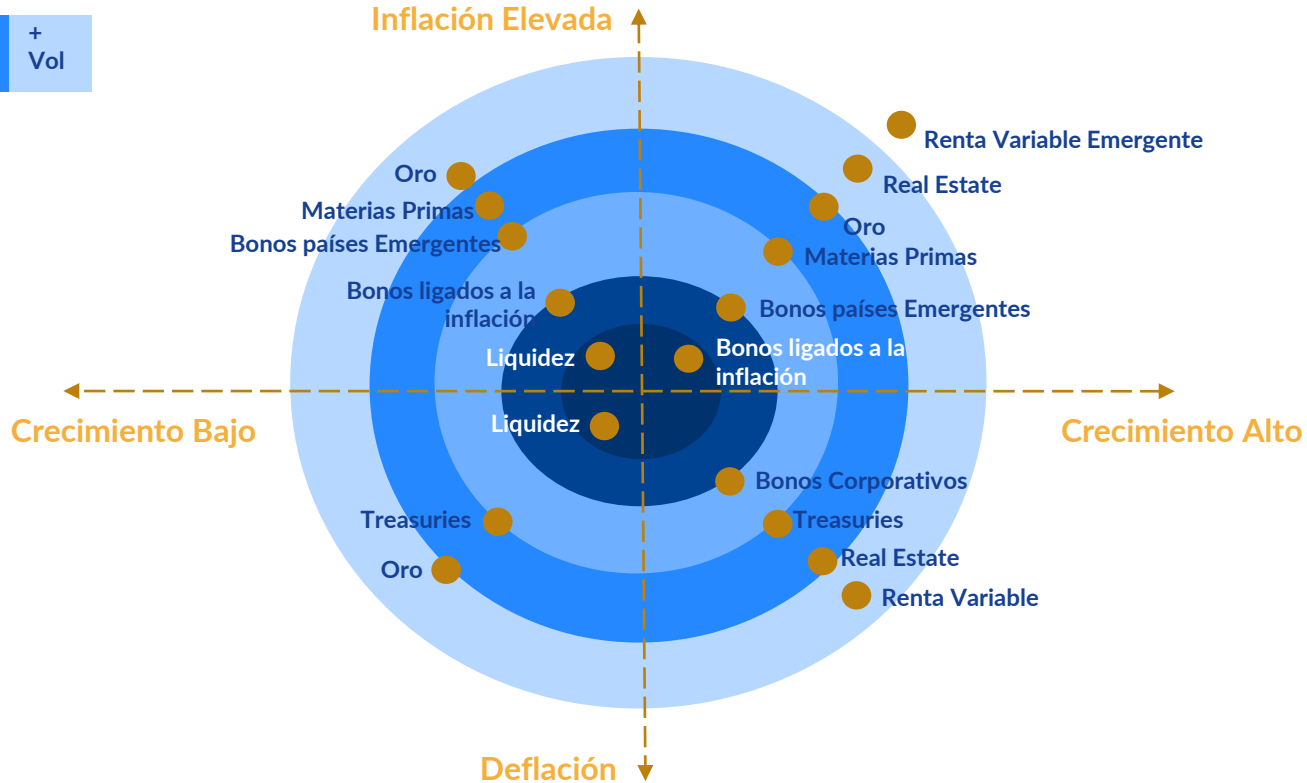 Inflación Elevada
+
Vol
Renta Variable Emergente
Oro
Real Estate
Materias Primas
Oro
Bonos países Emergentes
Materias Primas
Bonos ligados a la
inflación
Bonos países Emergentes
Liquidez
Bonos ligados a la
inflación
Crecimiento Bajo
Crecimiento Alto
Liquidez
Bonos Corporativos
Treasuries
Treasuries
Real Estate
Oro
Renta Variable
Deflación